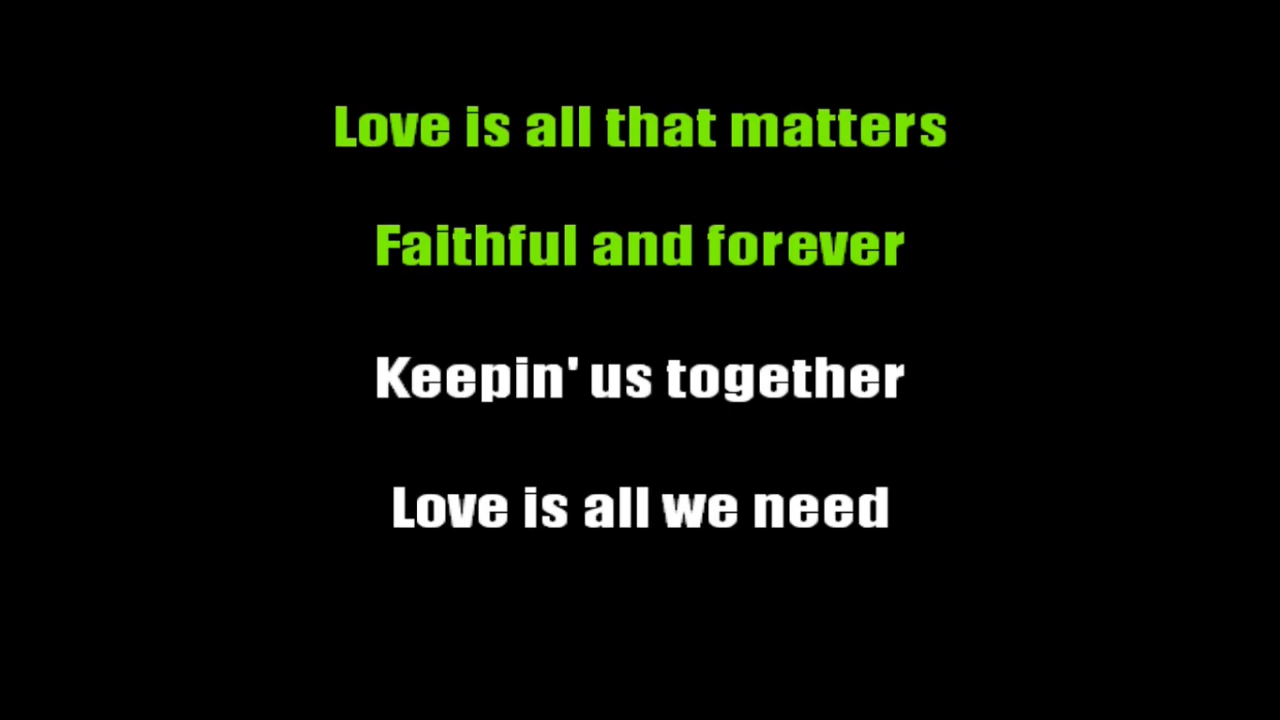 Love is all that matters
Faithful and forever
Keepin' us together
Love is all we need